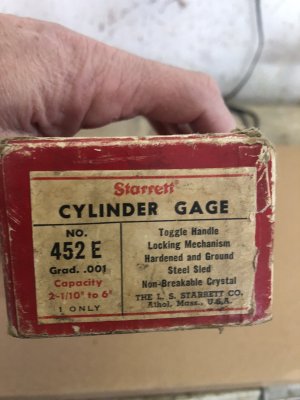 Starrett
CYLINDER GAGE
NO.
452 E
Grad. .001
Capacity
2-1/10" to 6"
1 ONLY
Toggle Handle
Locking Mechanism
Hardened and Ground
Steel Sled
Non-Breakable Crystal
THE L. S. STARRETT CO.
Athol, Mass., U.S.A.